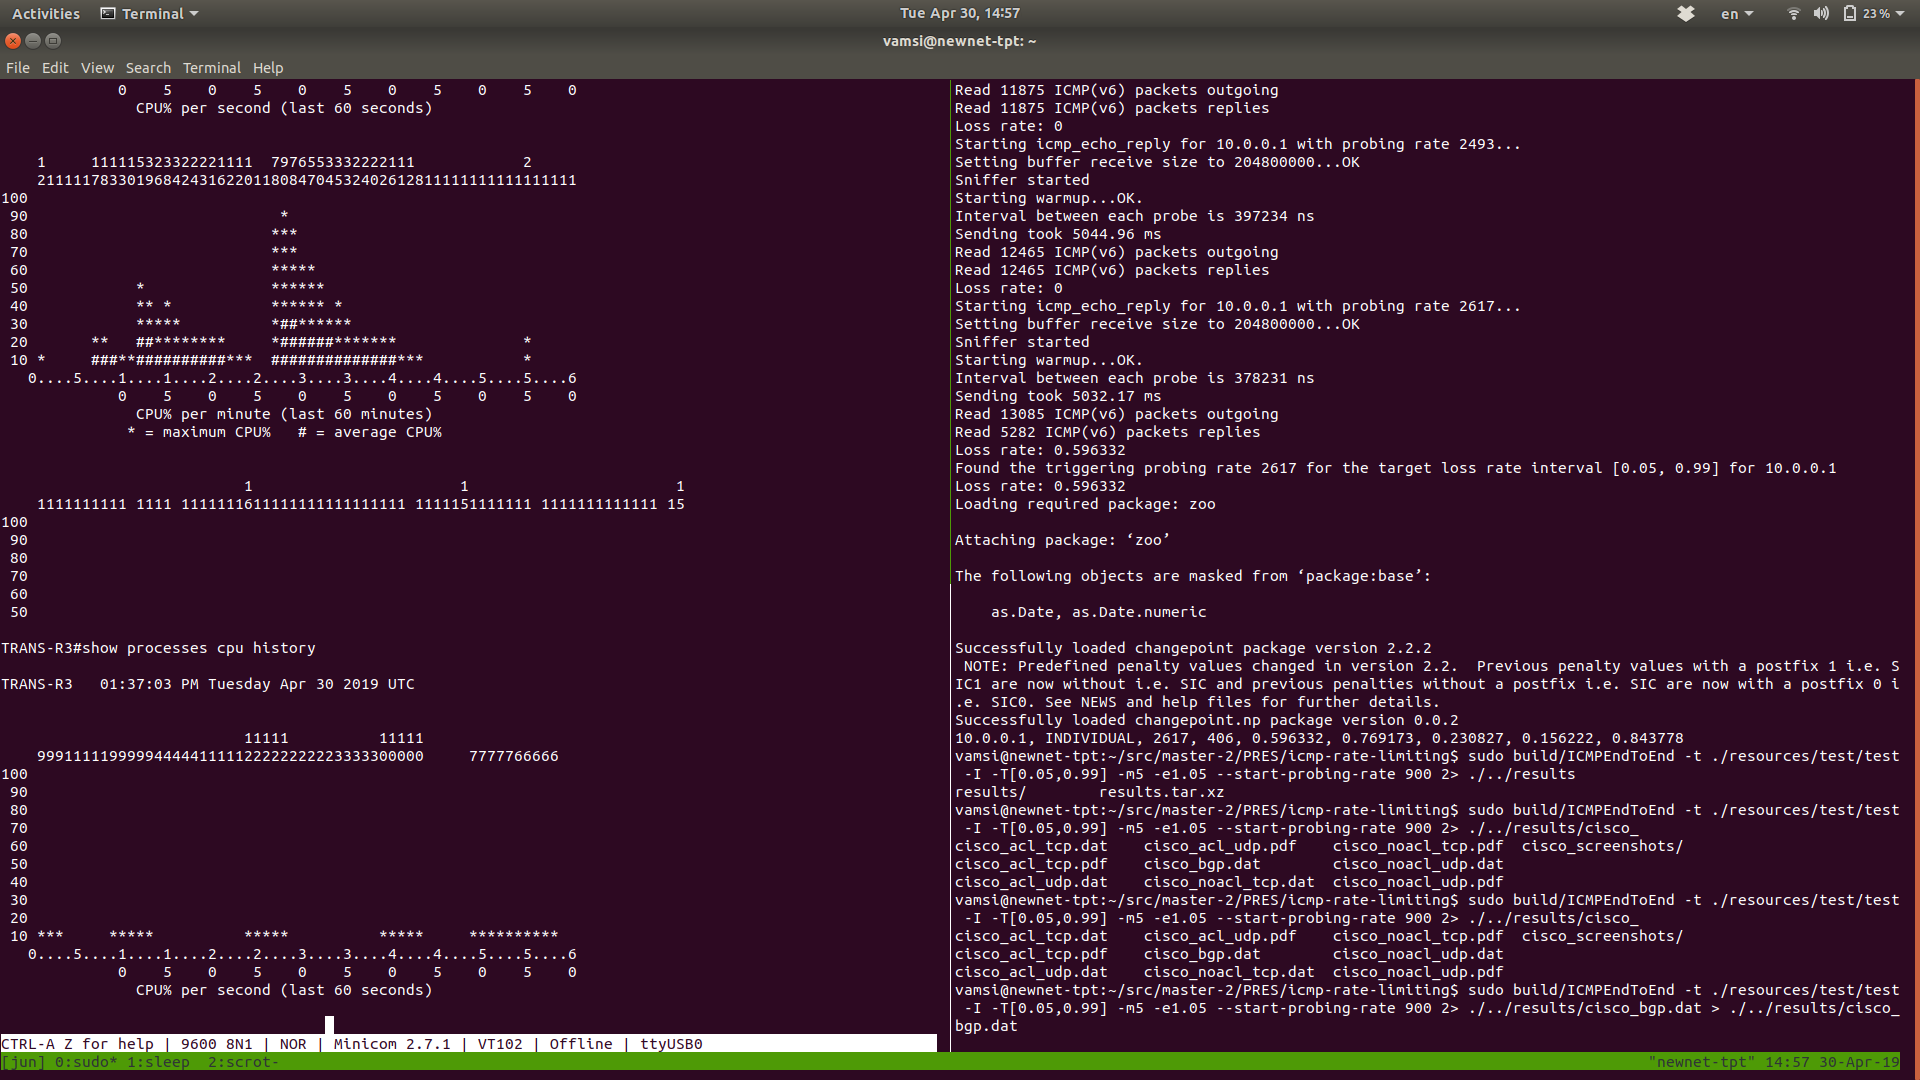 Activities Terminal Tue Apr 30, 14:57 en 23 %
vamsi@newnet-tpt: ~
File Edit View Search Terminal Help
          0    5    0    5    0    5    0    5    0    5    0
            CPU% per second (last 60 seconds)
    1     111115323322221111  7976553332222111            2
    211111783301968424316220118084704532402612811111111111111111
100
 90                            *
 80                           ***
 70                           ***
 60                           *****
 50            *              ******
 40            ** *           ****** *
 30            *****          *##******
 20       **   ##********     *######*******              *
 10 *     ###**##########***  ##############***           *
   0....5....1....1....2....2....3....3....4....4....5....5....6
             0    5    0    5    0    5    0    5    0    5    0
               CPU% per minute (last 60 minutes)
              * = maximum CPU%   # = average CPU%
                           1                       1                       1
    1111111111 1111 1111111611111111111111111 1111151111111 1111111111111 15
100
 90
 80
 70
 60
 50
TRANS-R3#show processes cpu history
TRANS-R3   01:37:03 PM Tuesday Apr 30 2019 UTC
                           11111          11111
    9991111199999444441111122222222223333300000     7777766666
100
 90
 80
 70
 60
 50
 40
 30
 20
 10 ***     *****          *****          *****     **********
   0....5....1....1....2....2....3....3....4....4....5....5....6
             0    5    0    5    0    5    0    5    0    5    0
               CPU% per second (last 60 seconds)
CTRL-A Z for help | 9600 8N1 | NOR | Minicom 2.7.1 | VT102 | Offline | ttyUSB0
Read 11875 ICMP(v6) packets outgoing
Read 11875 ICMP(v6) packets replies
Loss rate: 0
Starting icmp_echo_reply for 10.0.0.1 with probing rate 2493...
Setting buffer receive size to 204800000...OK
Sniffer started
Starting warmup...OK.
Interval between each probe is 397234 ns
Sending took 5044.96 ms
Read 12465 ICMP(v6) packets outgoing
Read 12465 ICMP(v6) packets replies
Loss rate: 0
Starting icmp_echo_reply for 10.0.0.1 with probing rate 2617...
Setting buffer receive size to 204800000...OK
Sniffer started
Starting warmup...OK.
Interval between each probe is 378231 ns
Sending took 5032.17 ms
Read 13085 ICMP(v6) packets outgoing
Read 5282 ICMP(v6) packets replies
Loss rate: 0.596332
Found the triggering probing rate 2617 for the target loss rate interval [0.05, 0.99] for 10.0.0.1
Loss rate: 0.596332
Loading required package: zoo
Attaching package: ‘zoo’
The following objects are masked from ‘package:base’:
    as.Date, as.Date.numeric
Successfully loaded changepoint package version 2.2.2
 NOTE: Predefined penalty values changed in version 2.2.  Previous penalty values with a postfix 1 i.e. S
IC1 are now without i.e. SIC and previous penalties without a postfix i.e. SIC are now with a postfix 0 i
.e. SIC0. See NEWS and help files for further details.
Successfully loaded changepoint.np package version 0.0.2
10.0.0.1, INDIVIDUAL, 2617, 406, 0.596332, 0.769173, 0.230827, 0.156222, 0.843778
vamsi@newnet-tpt:~/src/master-2/PRES/icmp-rate-limiting$ sudo build/ICMPEndToEnd -t ./resources/test/test
 -I -T[0.05,0.99] -m5 -e1.05 --start-probing-rate 900 2> ./../results
results/        results.tar.xz
vamsi@newnet-tpt:~/src/master-2/PRES/icmp-rate-limiting$ sudo build/ICMPEndToEnd -t ./resources/test/test
 -I -T[0.05,0.99] -m5 -e1.05 --start-probing-rate 900 2> ./../results/cisco_
cisco_acl_tcp.dat    cisco_acl_udp.pdf    cisco_noacl_tcp.pdf  cisco_screenshots/
cisco_acl_tcp.pdf    cisco_bgp.dat        cisco_noacl_udp.dat
cisco_acl_udp.dat    cisco_noacl_tcp.dat  cisco_noacl_udp.pdf
vamsi@newnet-tpt:~/src/master-2/PRES/icmp-rate-limiting$ sudo build/ICMPEndToEnd -t ./resources/test/test
 -I -T[0.05,0.99] -m5 -e1.05 --start-probing-rate 900 2> ./../results/cisco_
cisco_acl_tcp.dat    cisco_acl_udp.pdf    cisco_noacl_tcp.pdf  cisco_screenshots/
cisco_acl_tcp.pdf    cisco_bgp.dat        cisco_noacl_udp.dat
cisco_acl_udp.dat    cisco_noacl_tcp.dat  cisco_noacl_udp.pdf
vamsi@newnet-tpt:~/src/master-2/PRES/icmp-rate-limiting$ sudo build/ICMPEndToEnd -t ./resources/test/test
 -I -T[0.05,0.99] -m5 -e1.05 --start-probing-rate 900 2> ./../results/cisco_bgp.dat > ./../results/cisco_
bgp.dat
[jun] 0:sudo* 1:sleep  2:scrot- "newnet-tpt" 14:57 30-Apr-19